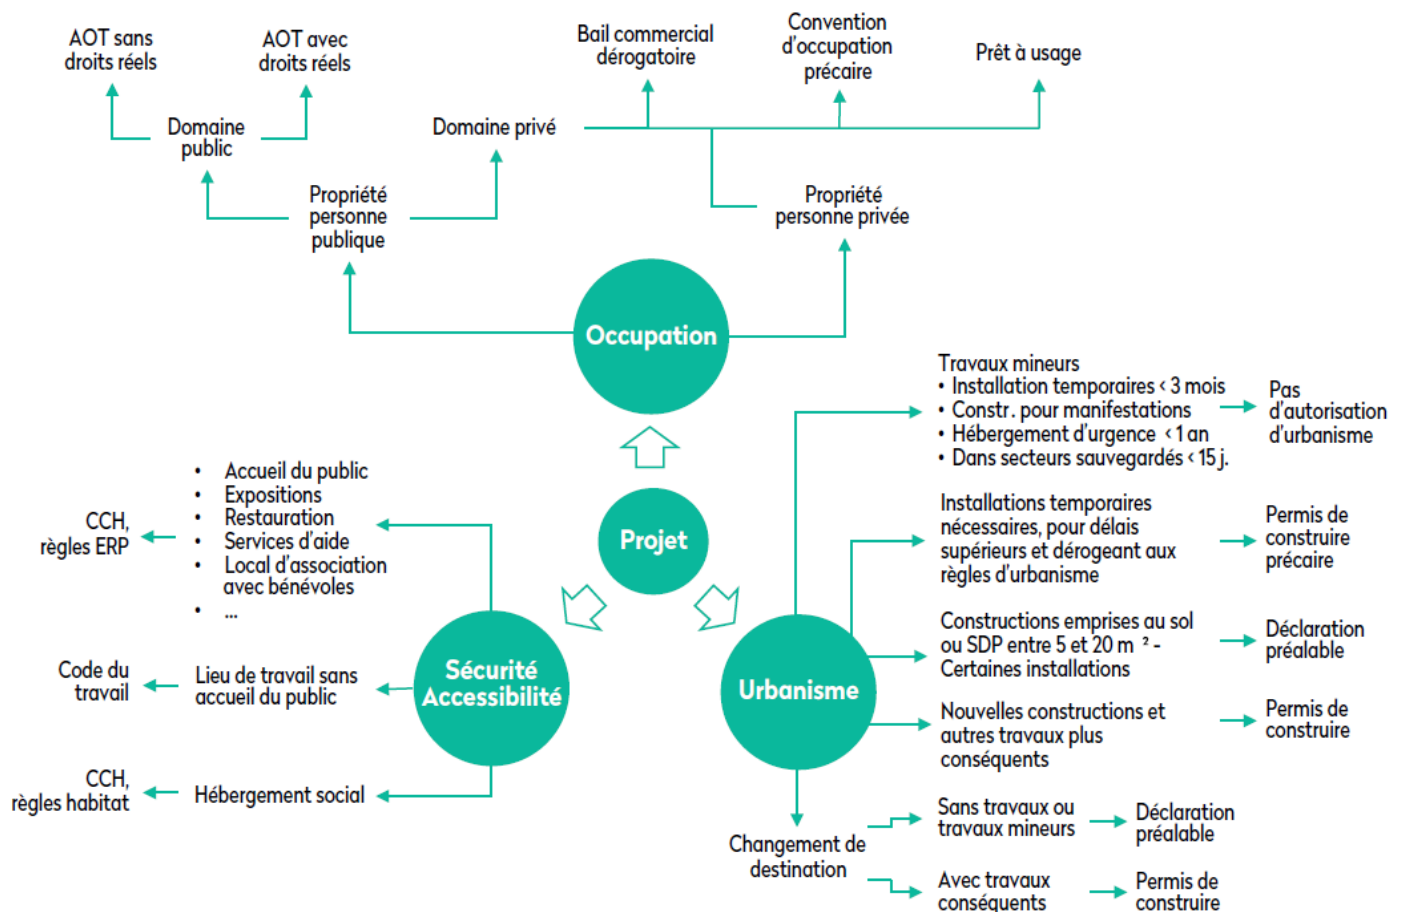 AOT sans
droits réels
AOT avec
droits réels
Bail commercial
dérogatoire
Convention
d'occupation
précaire
Prêt à usage
Domaine
public
Domaine privé
Propriété
personne
publique
Propriété
personne privée
Occupation
Projet
Travaux mineurs
• Installation temporaires < 3 mois
• Constr. pour manifestations
• Hébergement d'urgence < 1 an
• Dans secteurs sauvegardés < 15 j.
Pas
d'autorisation
d'urbanisme
Installations temporaires
nécessaires, pour délais
supérieurs et dérogeant aux
règles d'urbanisme
Permis de
construire
précaire
Constructions emprises au sol
ou SDP entre 5 et 20 m ² -
Certaines installations
Déclaration
préalable
Nouvelles constructions et
autres travaux plus
conséquents
Permis de
construire
Urbanisme
Changement de
destination
Sans travaux ou
travaux mineurs
Déclaration
préalable
Avec travaux
conséquents
Permis de
construire
Sécurité
Accessibilité
• Accueil du public
• Expositions
• Restauration
• Services d'aide
• Local d'association
avec bénévoles
• ...
CCH,
règles ERP
Lieu de travail sans
accueil du public
Code du
travail
Hébergement social
CCH,
règles habitat